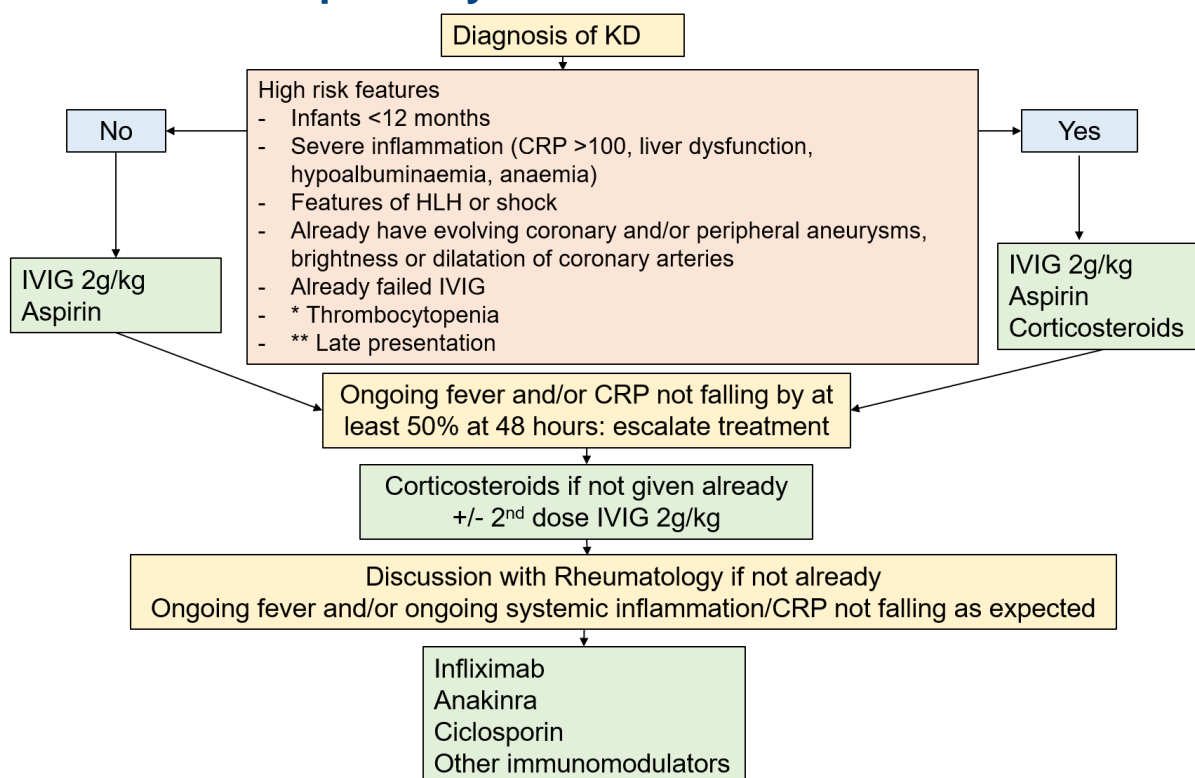 Diagnosis of KD
High risk features
- Infants <12 months
- Severe inflammation (CRP >100, liver dysfunction,
hypoalbuminaemia, anaemia)
- Features of HLH or shock
- Already have evolving coronary and/or peripheral aneurysms,
brightness or dilatation of coronary arteries
- Already failed IVIG
- * Thrombocytopenia
- ** Late presentation
No
Yes
IVIG 2g/kg
Aspirin
IVIG 2g/kg
Aspirin
Corticosteroids
Ongoing fever and/or CRP not falling by at
least 50% at 48 hours: escalate treatment
Corticosteroids if not given already
+/- 2nd dose IVIG 2g/kg
Discussion with Rheumatology if not already
Ongoing fever and/or ongoing systemic inflammation/CRP not falling as expected
Infliximab
Anakinra
Ciclosporin
Other immunomodulators